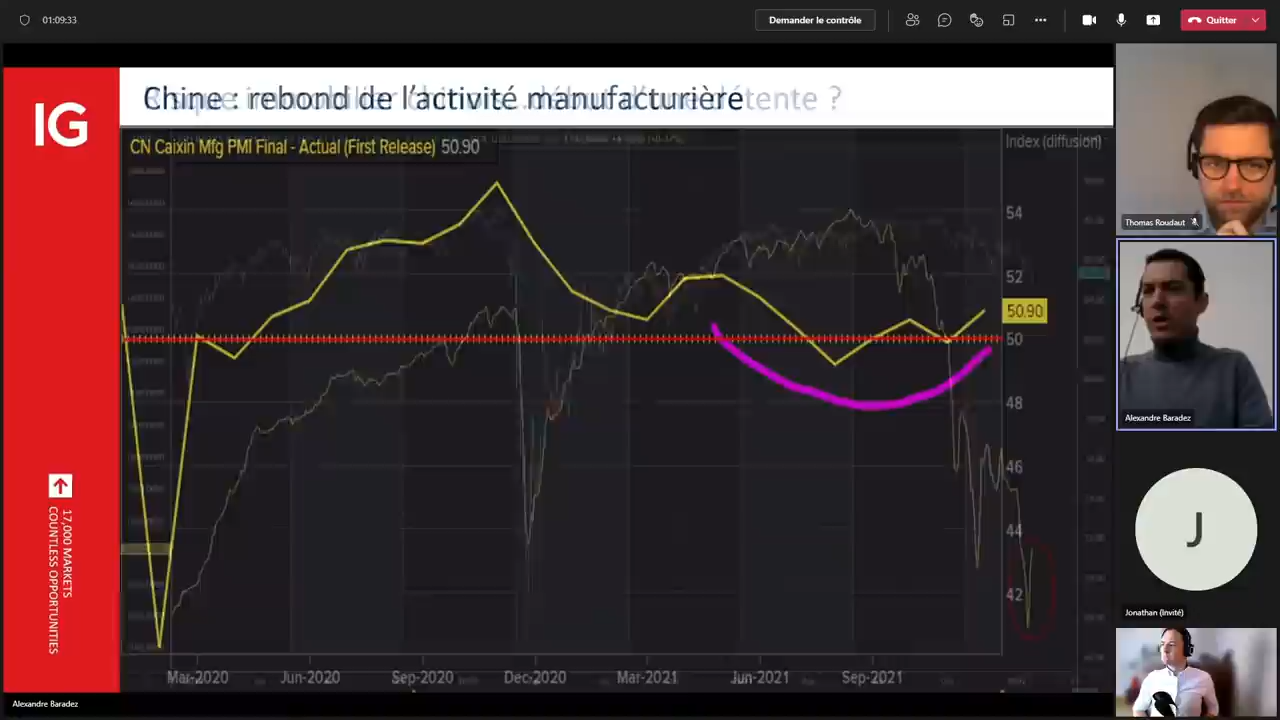 01:09:33
Demander le contrôle
Quitter
IG
Chine : rebond de l'activité manufacturière
CN Caixin Mfg PMI Final - Actual (First Release) 50.90
Index (diffusion)
54
52
50.90
50
48
46
44
42
Mar-2020
Jun-2020
Sep-2020
Dec-2020
Mar-2021
Jun-2021
Sep-2021
17,000 MARKETS
COUNTLESS OPPORTUNITIES
Thomas Roudaut
Alexandre Baradez
J
Jonathan (Invité)
Alexandre Baradez